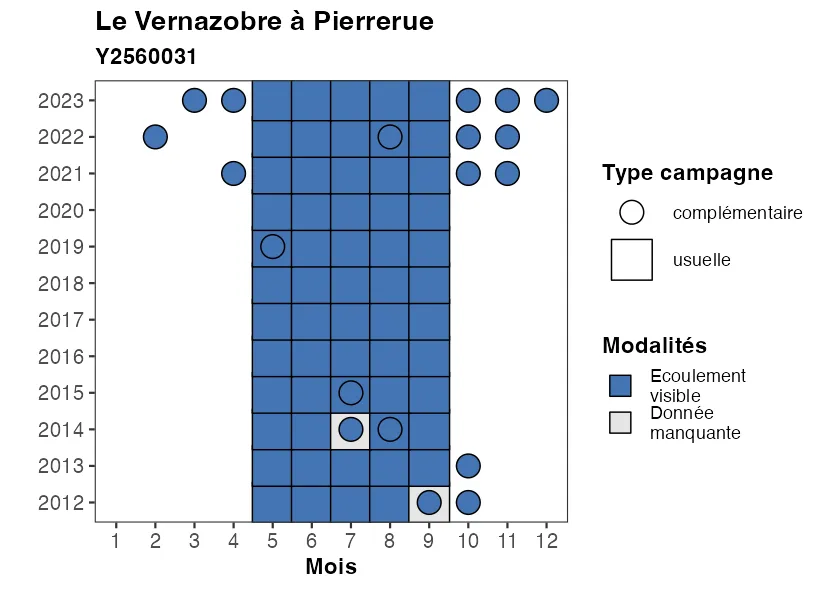 Le Vernazobre à Pierrerue
Y2560031
2023
2022
2021
2020
2019
2018
2017
2016
2015
2014
2013
2012
1 2 3 4 5 6 7 8 9 10 11 12
Mois
Type campagne
complémentaire
usuelle
Modalités
Ecoulement
visible
Donnée
manquante